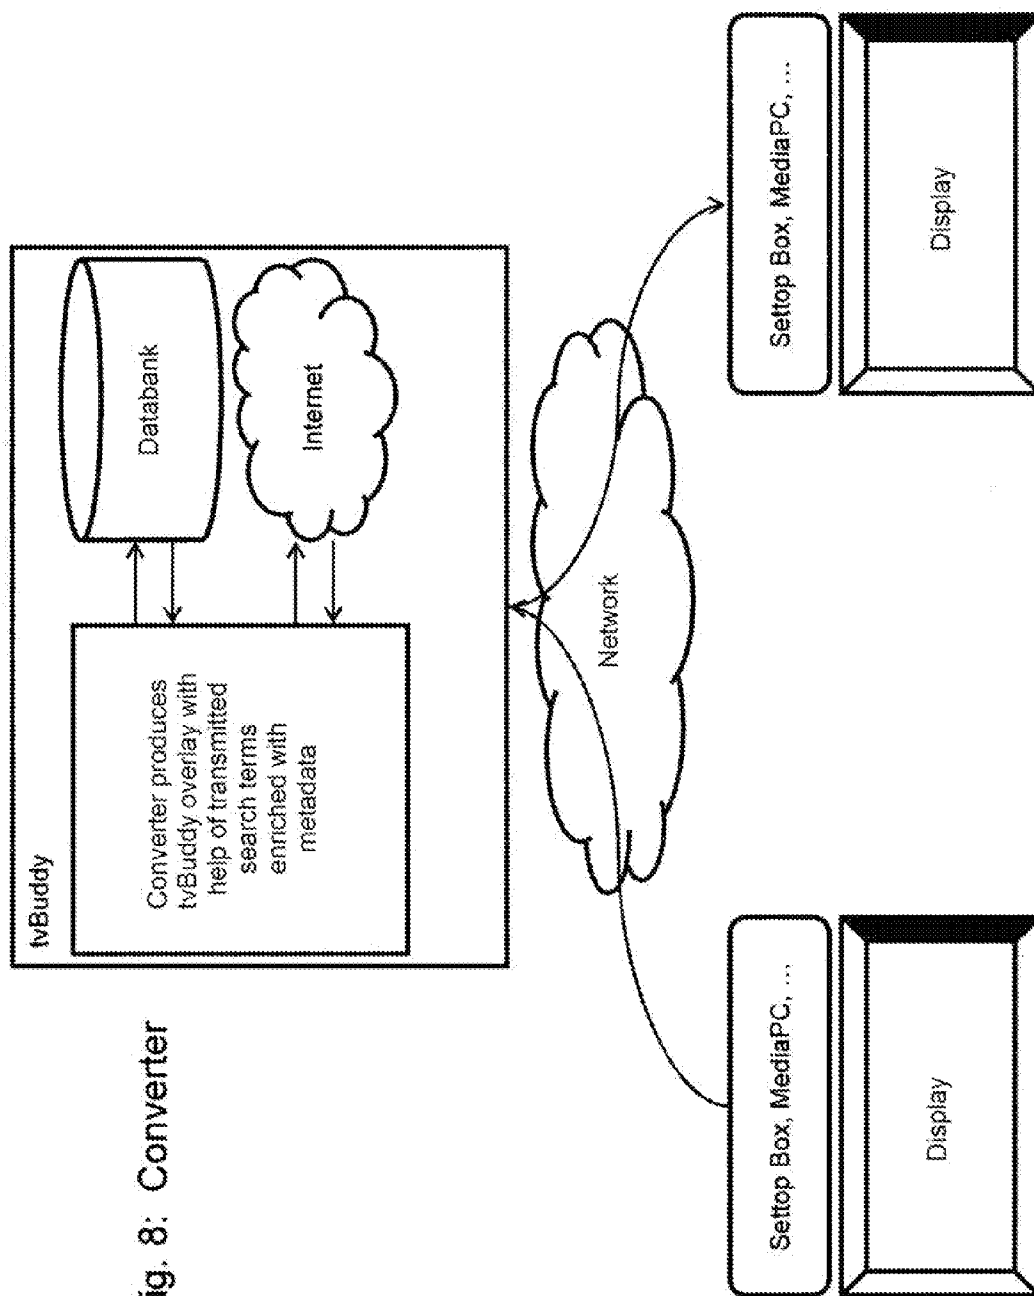 ig. 8: Converter
tvBuddy
Converter produces
tvBuddy overlay with
help of transmitted
search terms
enriched with
metadata
Databank
Internet
Network
Settop Box, MediaPC, ...
Display
Settop Box, MediaPC, ...
Display